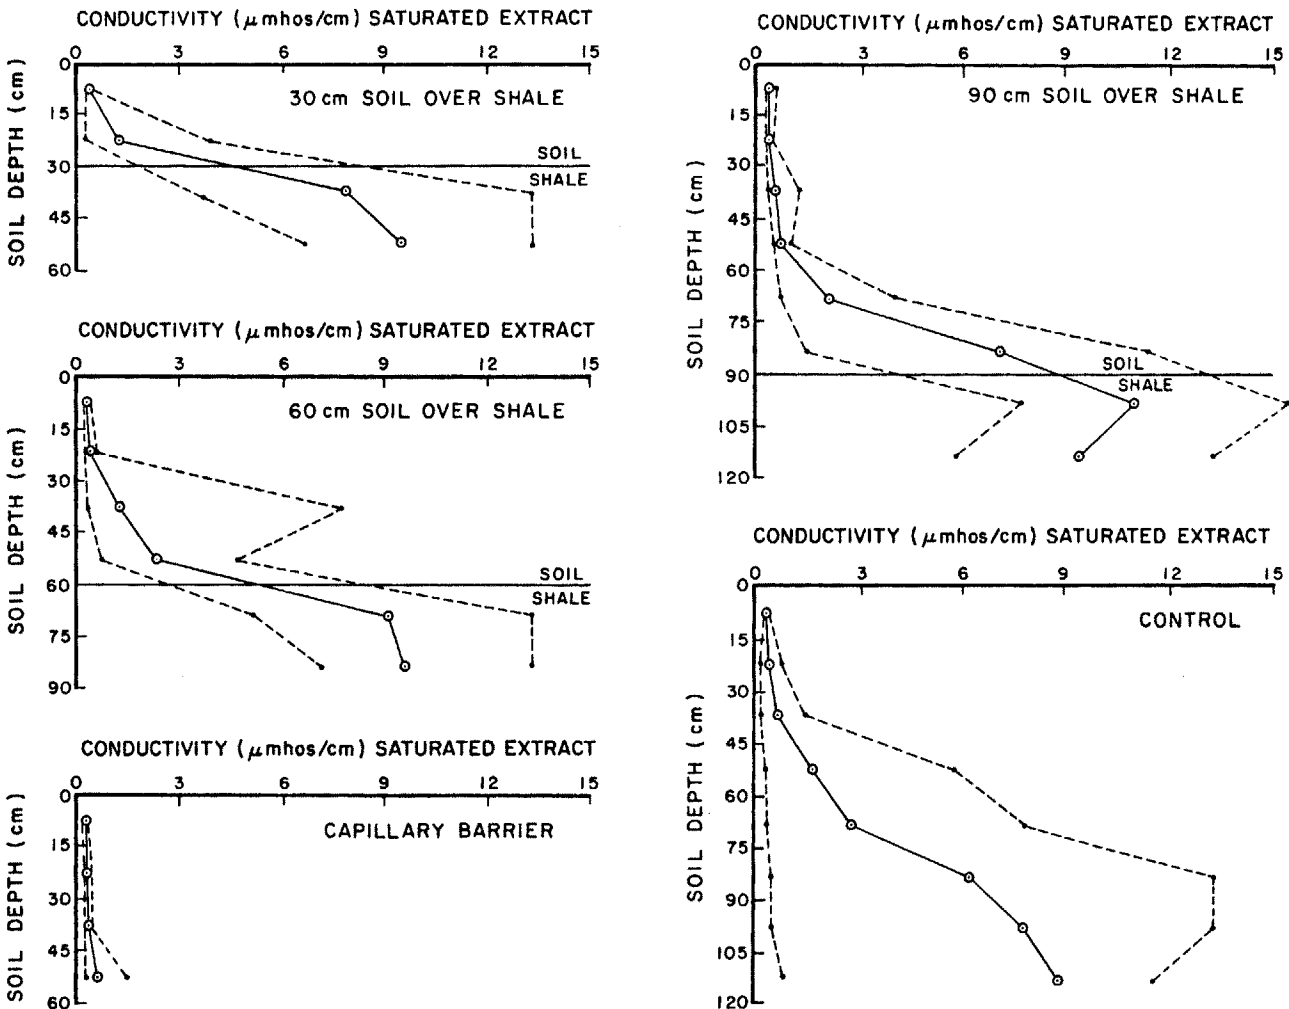 CONDUCTIVITY (μmhos/cm) SATURATED EXTRACT
0 3 6 9 12 15
0
15
30
45
60
SOIL DEPTH (cm)
30 cm SOIL OVER SHALE
SOIL
SHALE
CONDUCTIVITY (μmhos/cm) SATURATED EXTRACT
0 3 6 9 12 15
0
15
30
45
60
75
90
SOIL DEPTH (cm)
60 cm SOIL OVER SHALE
SOIL
SHALE
CONDUCTIVITY (μmhos/cm) SATURATED EXTRACT
0 3 6 9 12 15
0
15
30
45
60
SOIL DEPTH (cm)
CAPILLARY BARRIER
CONDUCTIVITY (μmhos/cm) SATURATED EXTRACT
0 3 6 9 12 15
0
15
30
45
60
75
90
105
120
SOIL DEPTH (cm)
90 cm SOIL OVER SHALE
SOIL
SHALE
CONDUCTIVITY (μmhos/cm) SATURATED EXTRACT
0 3 6 9 12 15
0
15
30
45
60
75
90
105
120
SOIL DEPTH (cm)
CONTROL